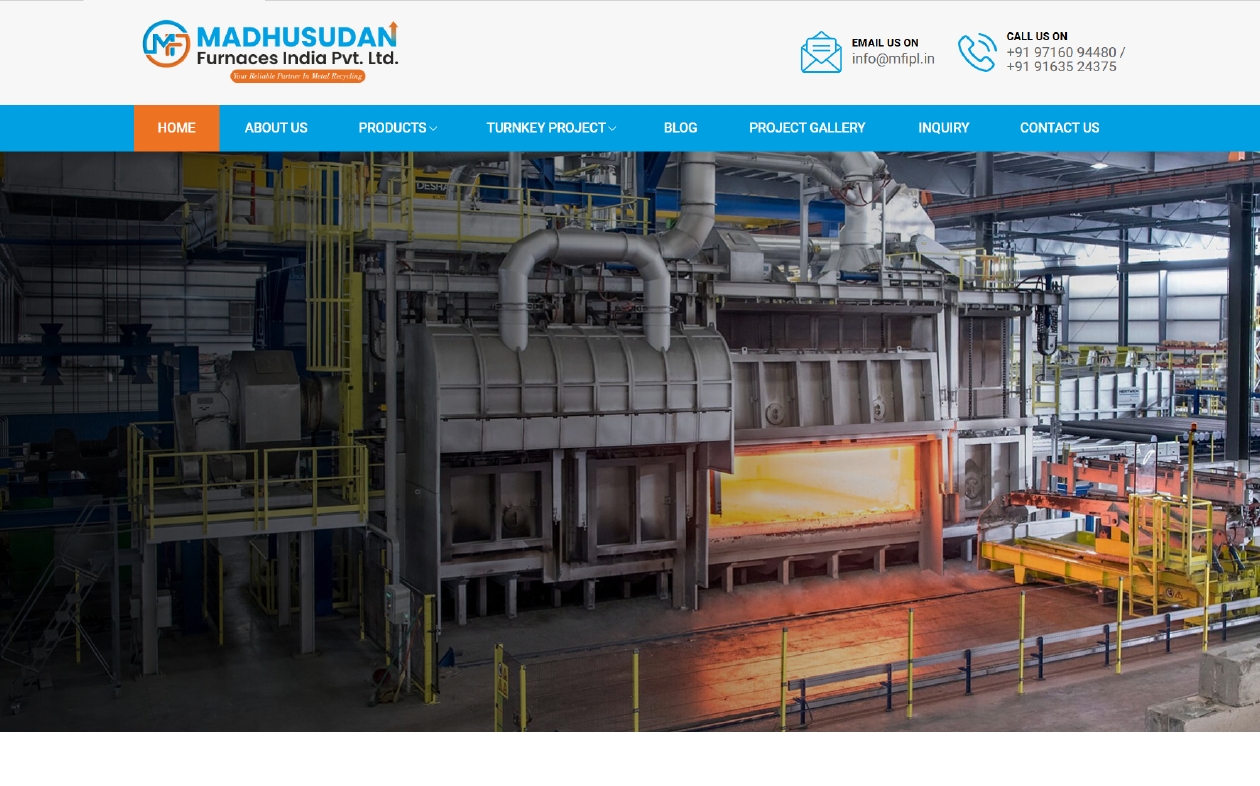 MADHUSUDAN
Furnaces India Pvt. Ltd.
Your Reliable Partner In Metal Recycling
EMAIL US ON
info@mfipl.in
CALL US ON
+91 97160 94480 /
+91 91635 24375
HOME
ABOUT US
PRODUCTS
TURNKEY PROJECT
BLOG
PROJECT GALLERY
INQUIRY
CONTACT US